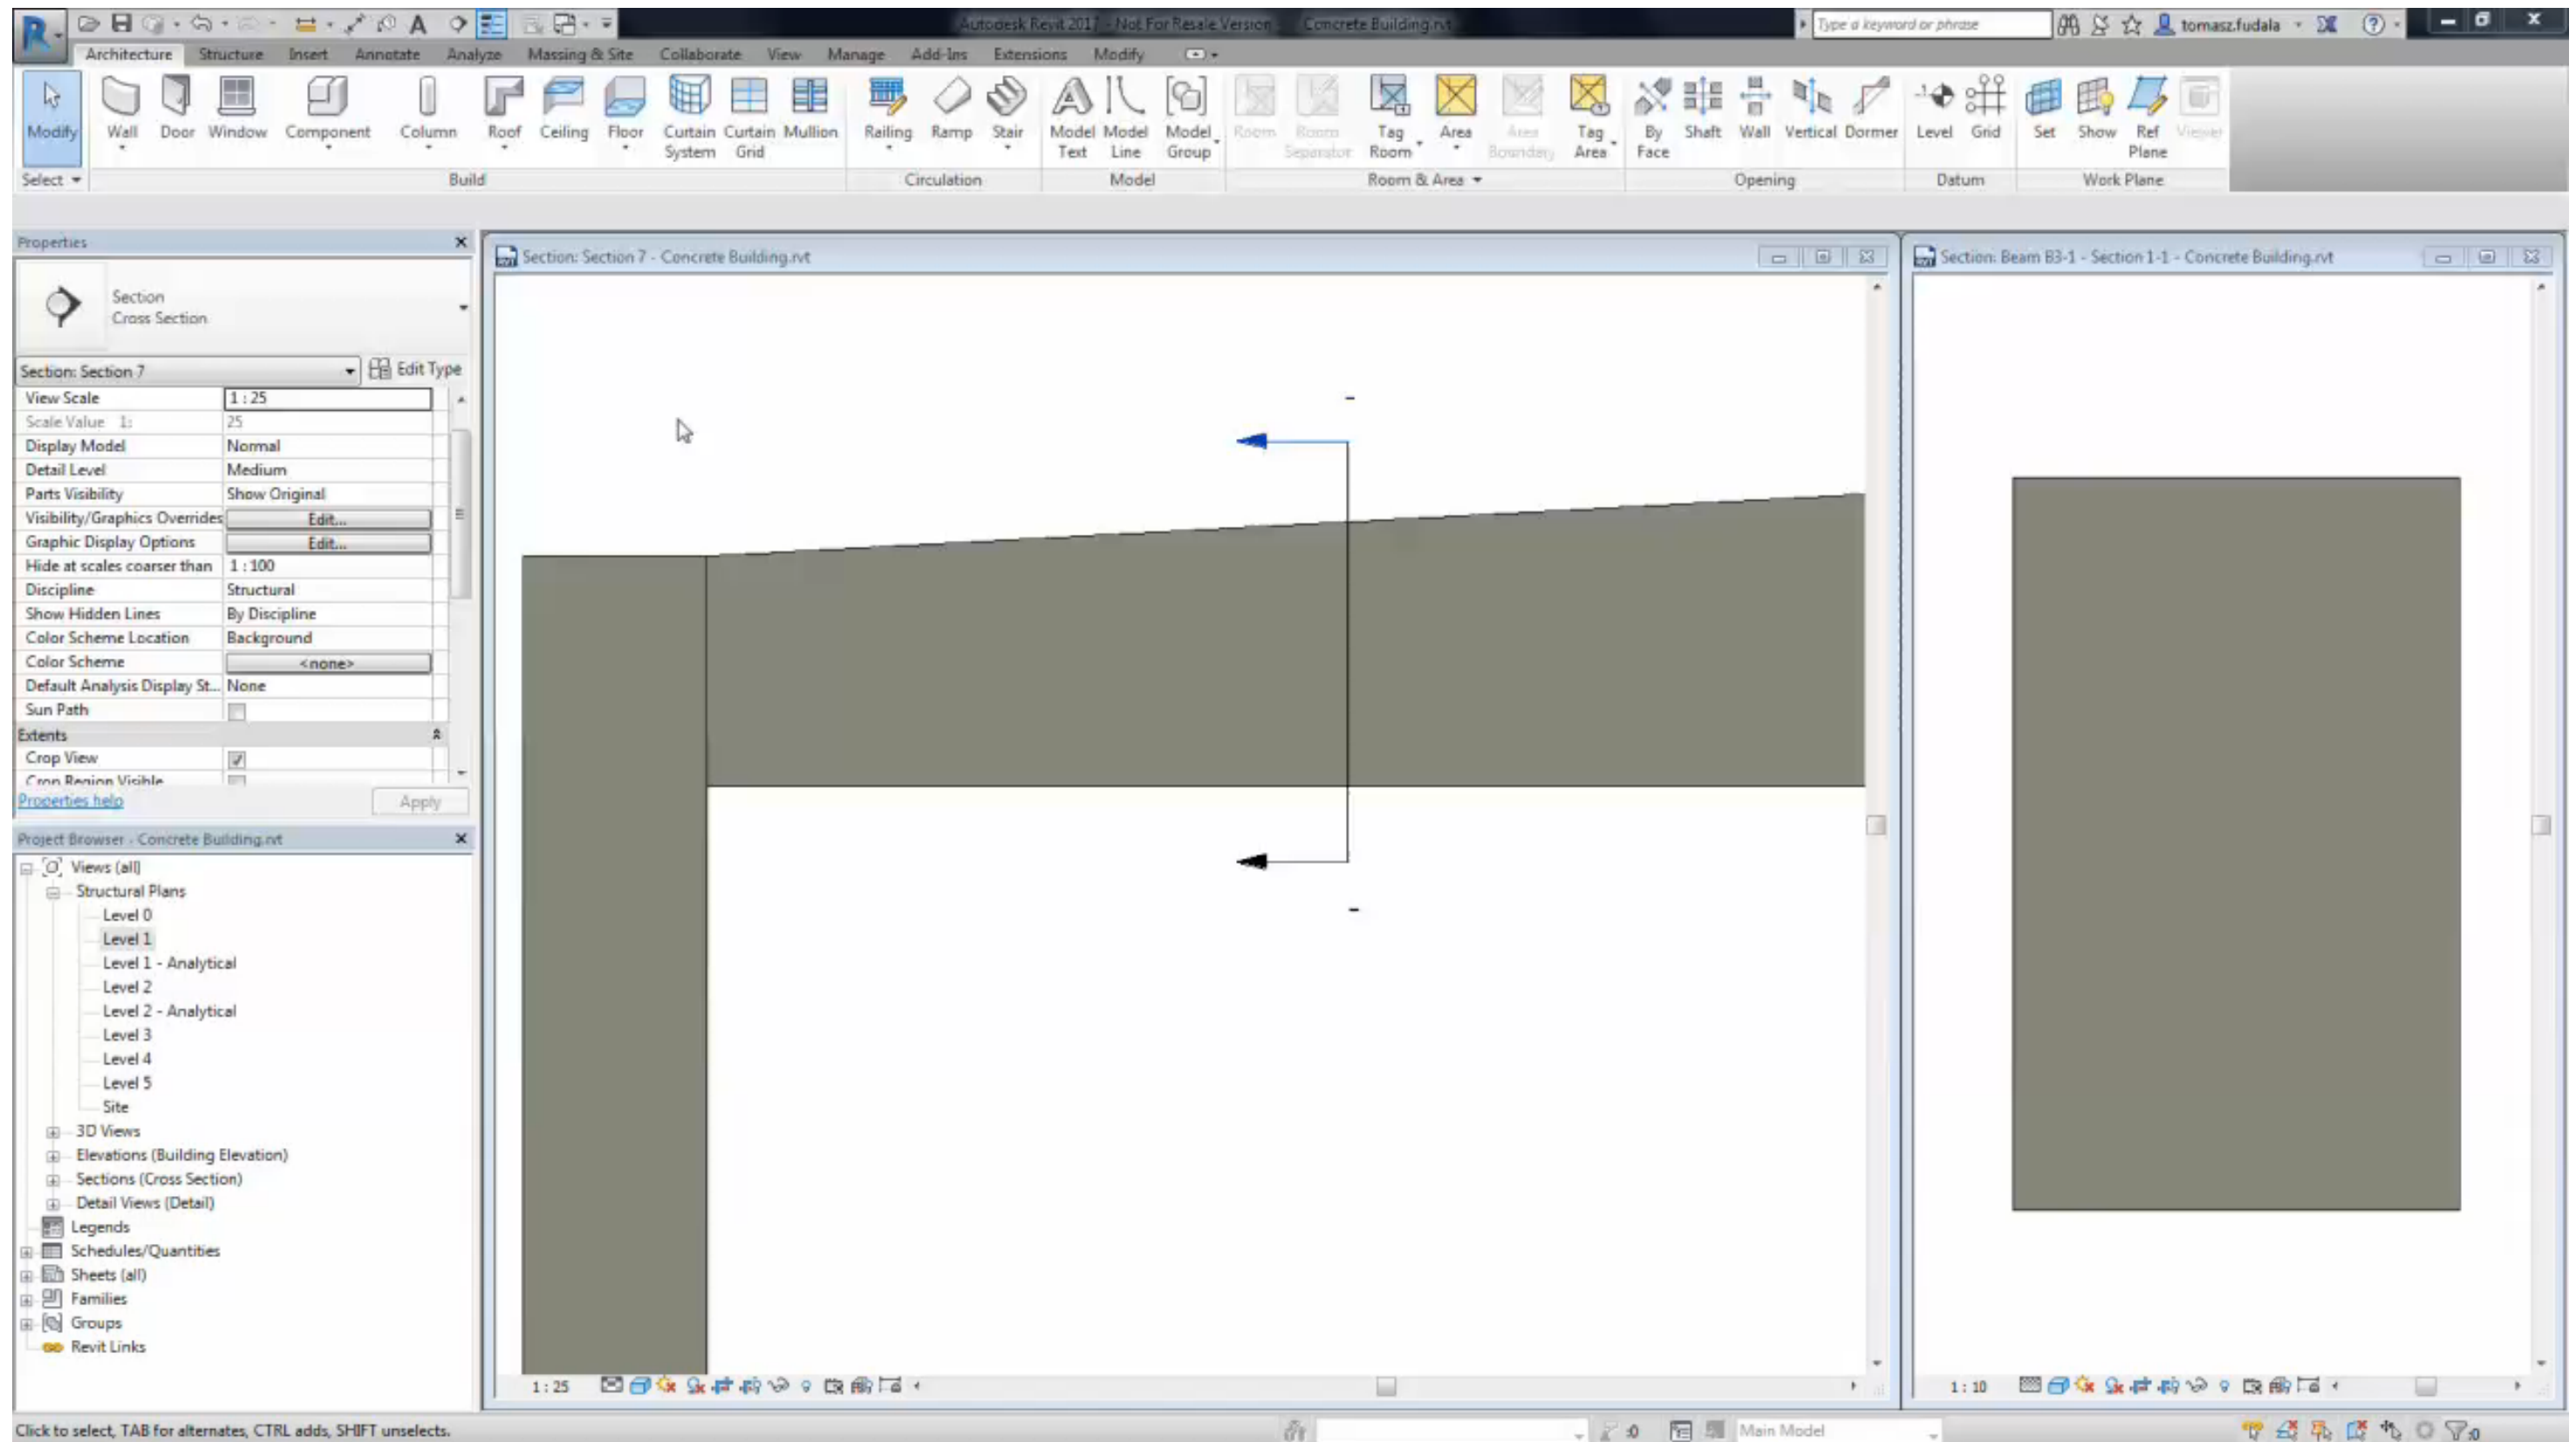 Autodesk Revit 2017 - Not For Resale Version - Concrete Building.rvt
Type a keyword or phrase
tomasz.fudala
Architecture Structure Insert Annotate Analyze Massing & Site Collaborate View Manage Add-Ins Extensions Modify
Modify Wall Door Window Component Column Roof Ceiling Floor Curtain System Curtain Grid Mullion Railing Ramp Stair Model Text Model Line Model Group Room Room Separator Tag Room Area Area Boundary Tag Area By Face Shaft Wall Vertical Dormer Level Grid Set Show Ref Plane Viewer
Select Build Circulation Model Room & Area Opening Datum Work Plane
Properties
Section
Cross Section
Section: Section 7
Edit Type
View Scale 1 : 25
Scale Value 1: 25
Display Model Normal
Detail Level Medium
Parts Visibility Show Original
Visibility/Graphics Overrides Edit...
Graphic Display Options Edit...
Hide at scales coarser than 1 : 100
Discipline Structural
Show Hidden Lines By Discipline
Color Scheme Location Background
Color Scheme <none>
Default Analysis Display St... None
Sun Path
Extents
Crop View
Crop Region Visible
Properties help Apply
Project Browser - Concrete Building.rvt
Views (all)
Structural Plans
Level 0
Level 1
Level 1 - Analytical
Level 2
Level 2 - Analytical
Level 3
Level 4
Level 5
Site
3D Views
Elevations (Building Elevation)
Sections (Cross Section)
Detail Views (Detail)
Legends
Schedules/Quantities
Sheets (all)
Families
Groups
Revit Links
Section: Section 7 - Concrete Building.rvt
-
-
1 : 25
Section: Beam B3-1 - Section 1-1 - Concrete Building.rvt
1 : 10
Click to select, TAB for alternates, CTRL adds, SHIFT unselects.
:0
Main Model
:0